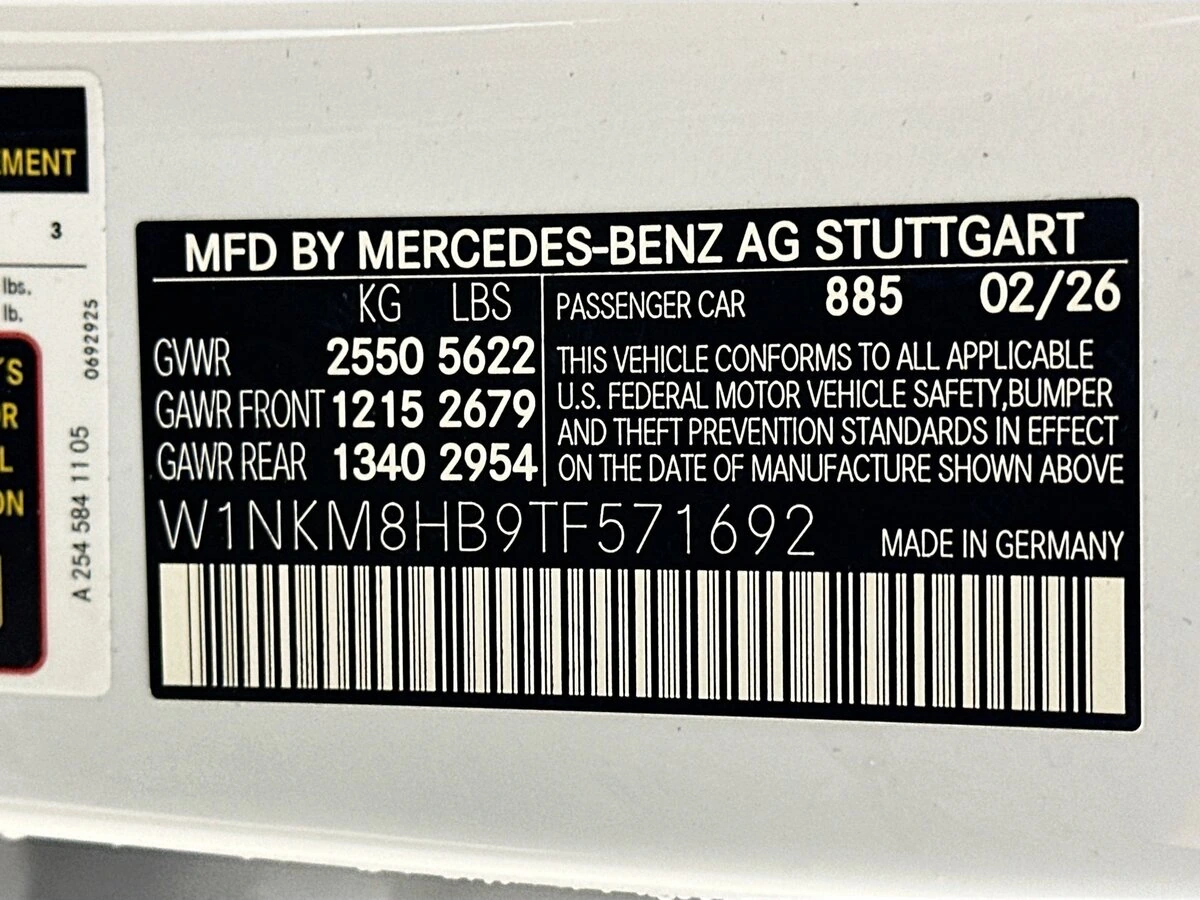 EMENT
3
lbs.
lb.
'S
OR
L
ON
0692925
A 254 584 11 05
MFD BY MERCEDES-BENZ AG STUTTGART
KG LBS
GVWR 2550 5622
GAWR FRONT 1215 2679
GAWR REAR 1340 2954
PASSENGER CAR 885 02/26
THIS VEHICLE CONFORMS TO ALL APPLICABLE
U.S. FEDERAL MOTOR VEHICLE SAFETY,BUMPER
AND THEFT PREVENTION STANDARDS IN EFFECT
ON THE DATE OF MANUFACTURE SHOWN ABOVE
W1NKM8HB9TF571692
MADE IN GERMANY